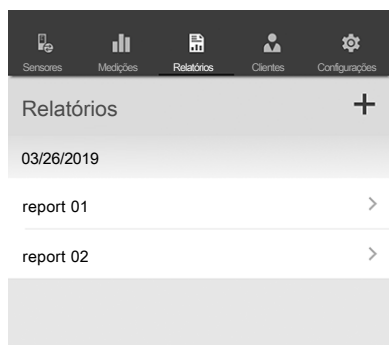 Sensores Medições Relatórios Clientes Configurações
Relatórios
03/26/2019
report 01
report 02